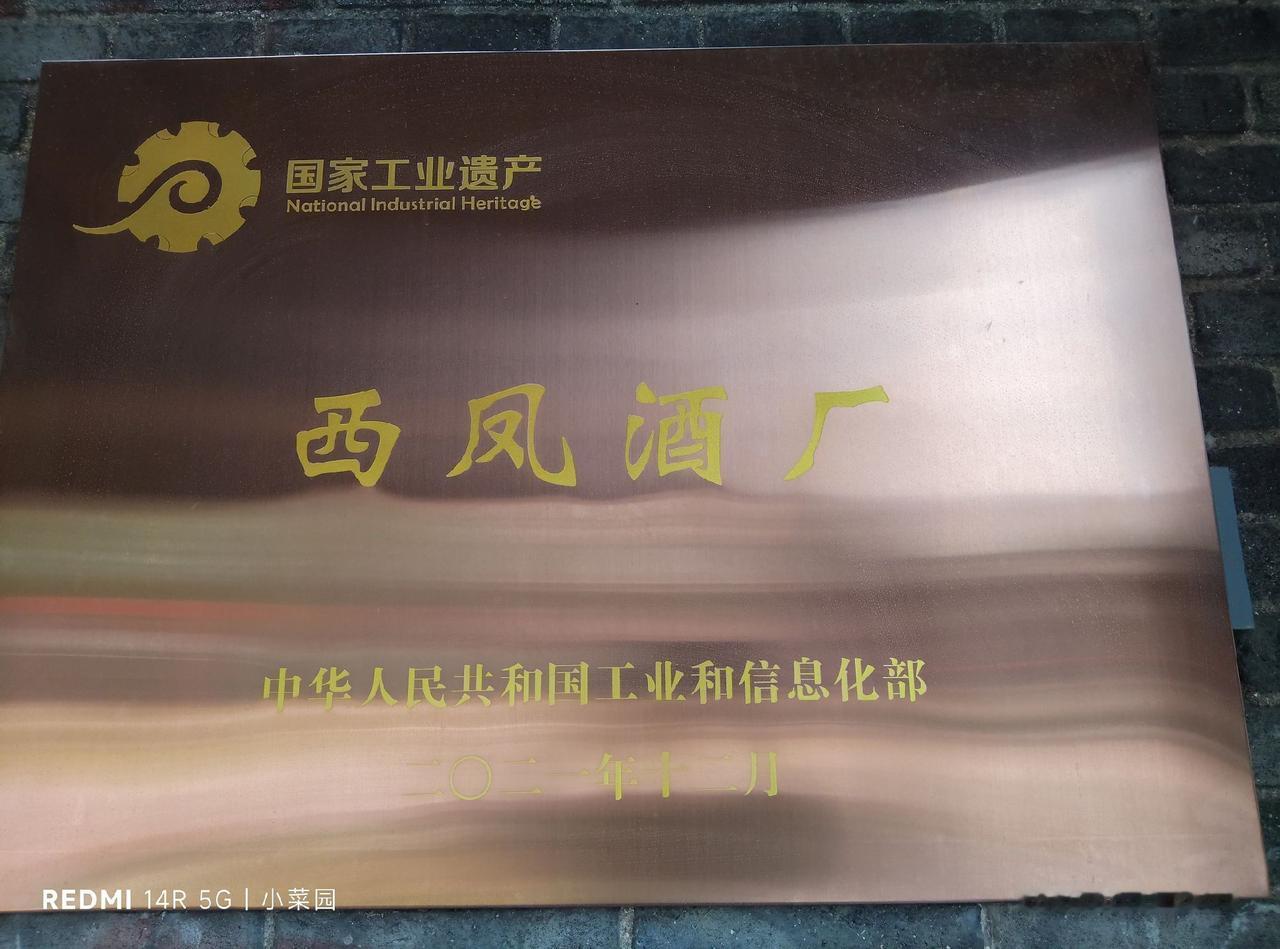 国家工业遗产
National Industrial Heritage
西凤酒厂
中华人民共和国工业和信息化部
二〇二一年十二月
REDMI 14R 5G | 小菜园